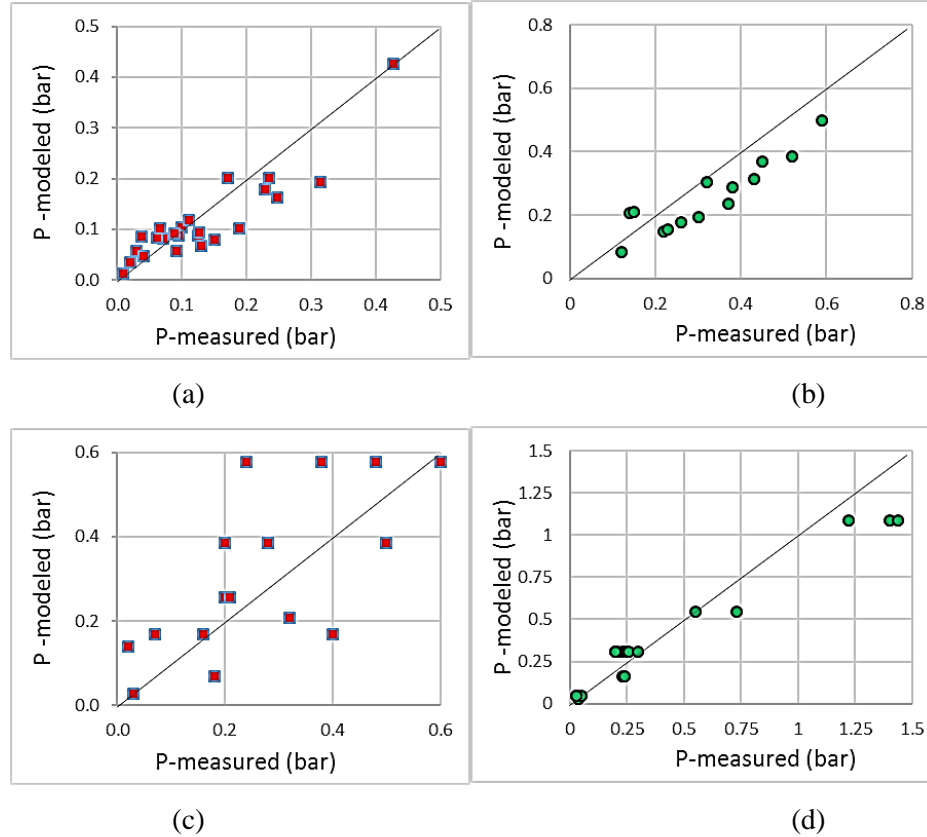 0.5
0.4
0.3
0.2
0.1
0.0
0.0 0.1 0.2 0.3 0.4 0.5
P -modeled (bar)
P-measured (bar)
(a)
0.8
0.6
0.4
0.2
0
0 0.2 0.4 0.6 0.8
P -modeled (bar)
P-measured (bar)
(b)
0.6
0.4
0.2
0.0
0.0 0.2 0.4 0.6
P -modeled (bar)
P-measured (bar)
(c)
1.5
1.25
1
0.75
0.5
0.25
0
0 0.25 0.5 0.75 1 1.25 1.5
P -modeled (bar)
P-measured (bar)
(d)